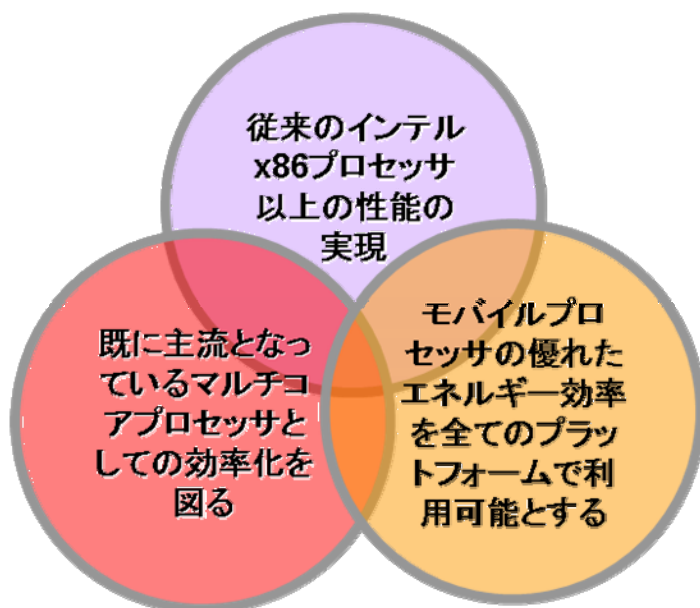 従来のインテル
x86プロセッサ
以上の性能の
実現
既に主流となっ
ているマルチコ
アプロセッサと
しての効率化を
図る
モバイルプロ
セッサの優れた
エネルギー効率
を全てのプラッ
トフォームで利
用可能とする